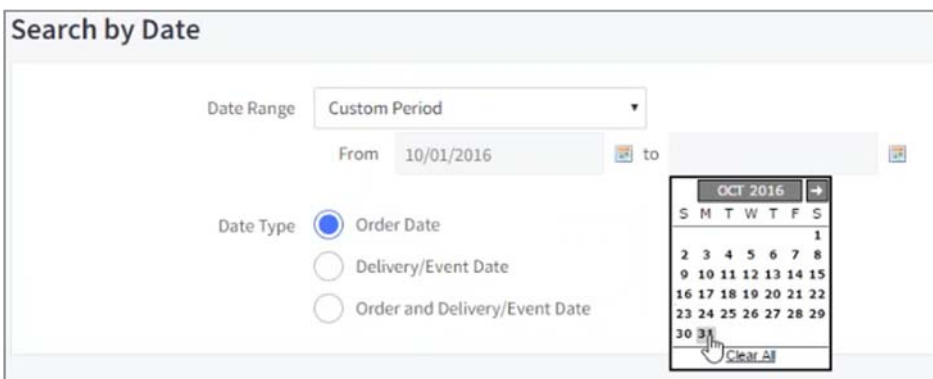 Search by Date
Date Range Custom Period
From 10/01/2016 to
OCT 2016
S M T W T F S
1
Date Type Order Date
2 3 4 5 6 7 8
Delivery/Event Date
9 10 11 12 13 14 15
16 17 18 19 20 21 22
Order and Delivery/Event Date
23 24 25 26 27 28 29
30 31
Clear All